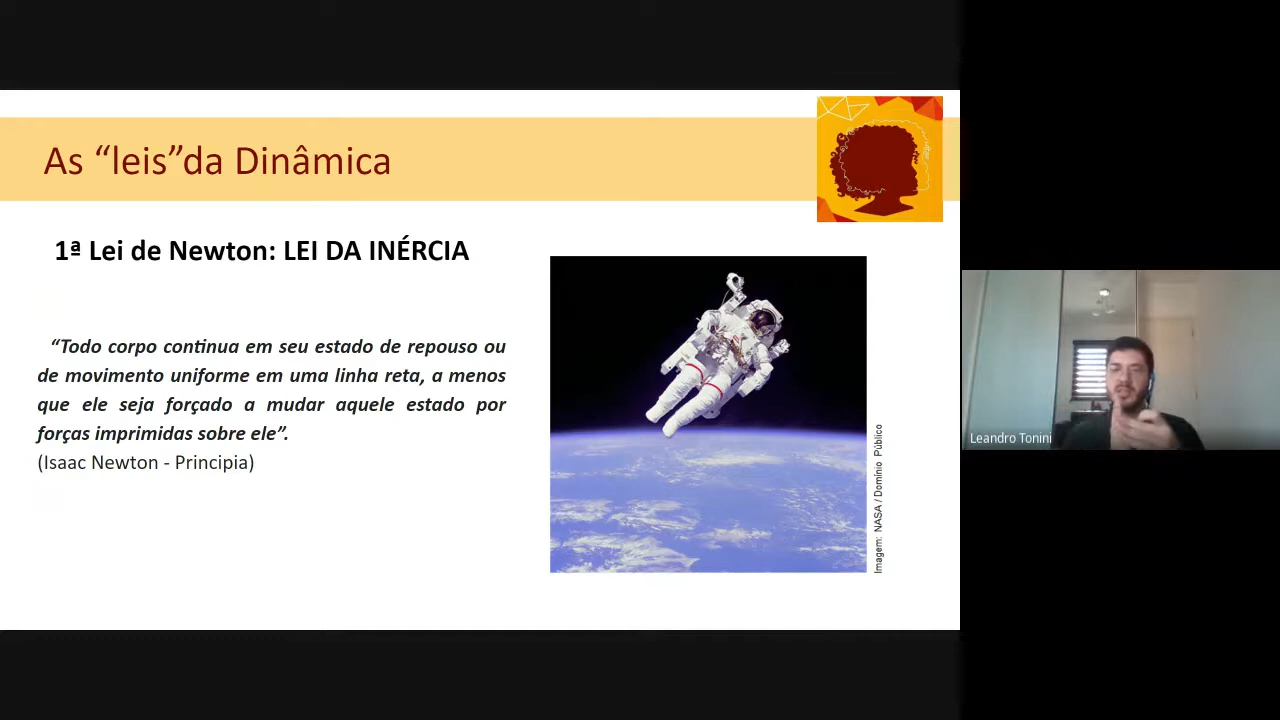 As “leis”da Dinâmica
1ª Lei de Newton: LEI DA INÉRCIA
“Todo corpo continua em seu estado de repouso ou
de movimento uniforme em uma linha reta, a menos
que ele seja forçado a mudar aquele estado por
forças imprimidas sobre ele”.
(Isaac Newton - Principia)
Imagem: NASA / Domínio Público
Leandro Tonini